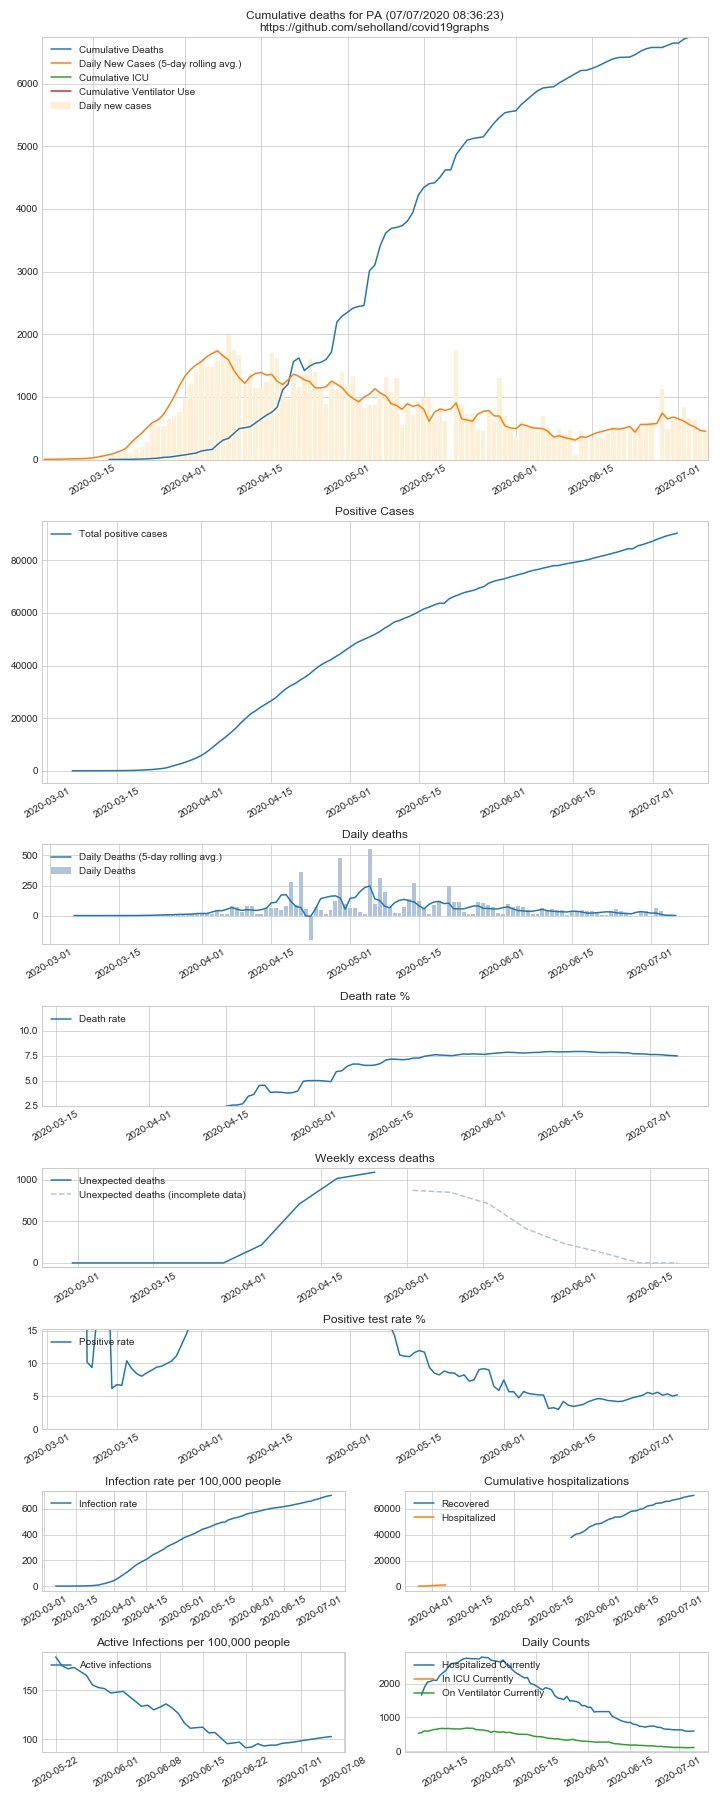 Cumulative deaths for PA (07/07/2020 08:36:23)
https://github.com/seholland/covid19graphs
Cumulative Deaths
Daily New Cases (5-day rolling avg.)
Cumulative ICU
Cumulative Ventilator Use
Daily new cases
6000
5000
4000
3000
2000
1000
0
2020-03-15 2020-04-01 2020-04-15 2020-05-01 2020-05-15 2020-06-01 2020-06-15 2020-07-01
Positive Cases
Total positive cases
80000
60000
40000
20000
0
2020-03-01 2020-03-15 2020-04-01 2020-04-15 2020-05-01 2020-05-15 2020-06-01 2020-06-15 2020-07-01
Daily deaths
Daily Deaths (5-day rolling avg.)
Daily Deaths
500
250
0
2020-03-01 2020-03-15 2020-04-01 2020-04-15 2020-05-01 2020-05-15 2020-06-01 2020-06-15 2020-07-01
Death rate %
Death rate
10.0
7.5
5.0
2.5
2020-03-15 2020-04-01 2020-04-15 2020-05-01 2020-05-15 2020-06-01 2020-06-15 2020-07-01
Weekly excess deaths
Unexpected deaths
Unexpected deaths (incomplete data)
1000
500
0
2020-03-01 2020-03-15 2020-04-01 2020-04-15 2020-05-01 2020-05-15 2020-06-01 2020-06-15
Positive test rate %
Positive rate
15
10
5
0
2020-03-01 2020-03-15 2020-04-01 2020-04-15 2020-05-01 2020-05-15 2020-06-01 2020-06-15 2020-07-01
Infection rate per 100,000 people
Infection rate
600
400
200
0
2020-03-01 2020-03-15 2020-04-01 2020-04-15 2020-05-01 2020-05-15 2020-06-01 2020-06-15 2020-07-01
Cumulative hospitalizations
Recovered
Hospitalized
60000
40000
20000
0
2020-04-01 2020-04-15 2020-05-01 2020-05-15 2020-06-01 2020-06-15 2020-07-01
Active Infections per 100,000 people
Active infections
150
100
2020-05-22 2020-06-01 2020-06-08 2020-06-15 2020-06-22 2020-07-01 2020-07-08
Daily Counts
Hospitalized Currently
In ICU Currently
On Ventilator Currently
2000
1000
0
2020-04-15 2020-05-01 2020-05-15 2020-06-01 2020-06-15 2020-07-01